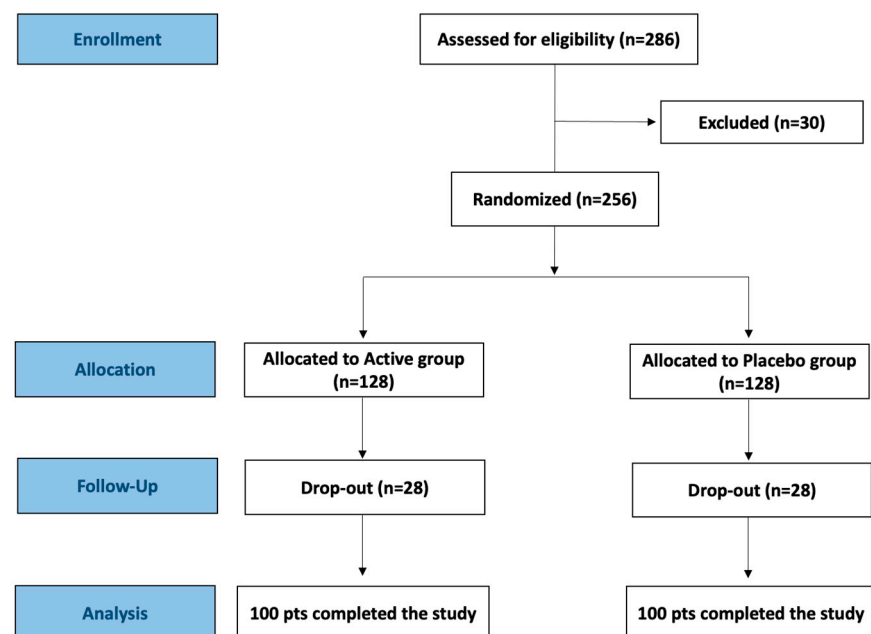 Enrollment
Assessed for eligibility (n=286)
Excluded (n=30)
Randomized (n=256)
Allocation
Allocated to Active group
(n=128)
Allocated to Placebo group
(n=128)
Follow-Up
Drop-out (n=28)
Drop-out (n=28)
Analysis
100 pts completed the study
100 pts completed the study